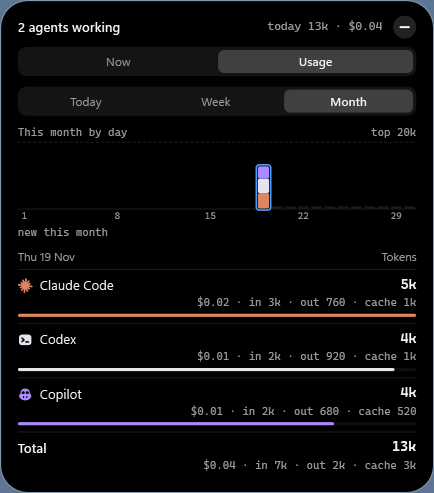 2 agents working today 13k · $0.04
Now Usage
Today Week Month
This month by day top 20k
1 8 15 22 29
new this month
Thu 19 Nov Tokens
Claude Code 5k
$0.02 · in 3k · out 760 · cache 1k
Codex 4k
$0.01 · in 2k · out 920 · cache 1k
Copilot 4k
$0.01 · in 2k · out 680 · cache 520
Total 13k
$0.04 · in 7k · out 2k · cache 3k